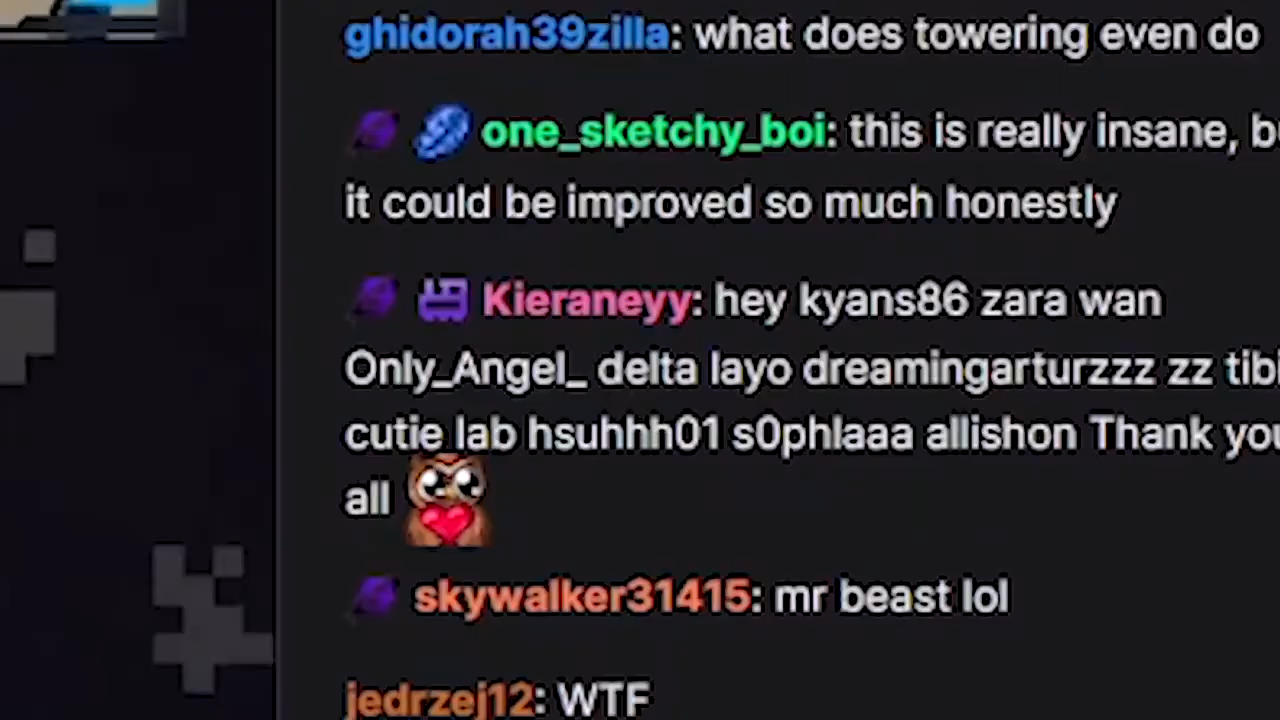 ghidorah39zilla: what does towering even do
one_sketchy_boi: this is really insane,
it could be improved so much honestly
Kieraneyy: hey kyans86 zara wan
Only_Angel_ delta layo dreamingarturzzz zz
cutie lab hsuhhh01 s0phlaaa allishon Thank you
all
skywalker31415: mr beast lol
jedrzej12: WTF